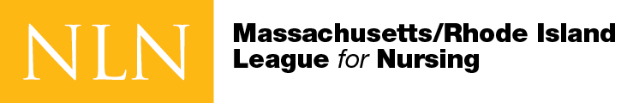 NLN
Massachusetts/Rhode Island
League for Nursing